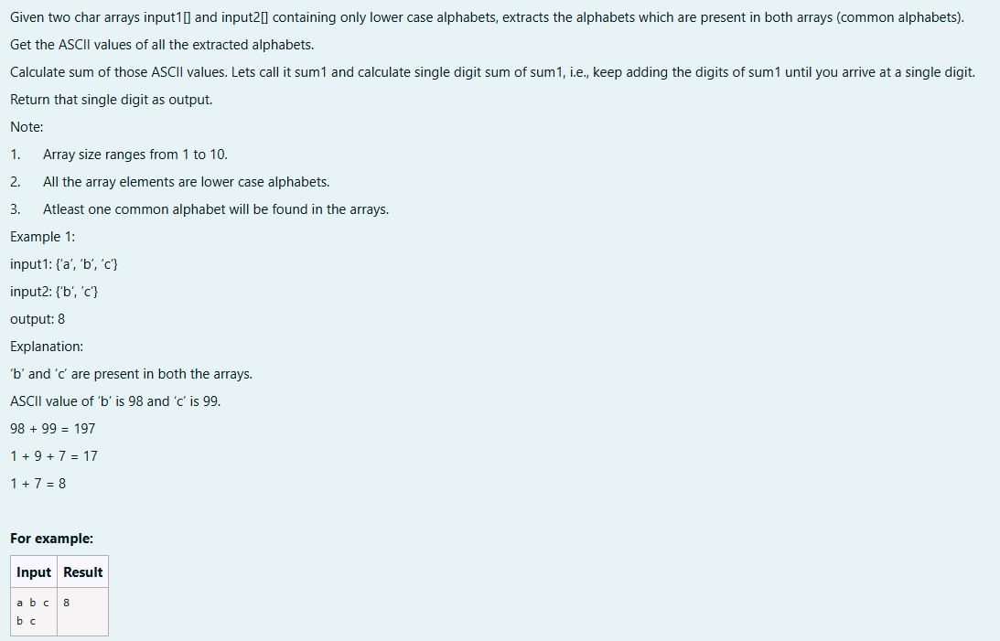 Given two char arrays input1[] and input2[] containing only lower case alphabets, extracts the alphabets which are present in both arrays (common alphabets).
Get the ASCII values of all the extracted alphabets.
Calculate sum of those ASCII values. Lets call it sum1 and calculate single digit sum of sum1, i.e., keep adding the digits of sum1 until you arrive at a single digit.
Return that single digit as output.
Note:
1. Array size ranges from 1 to 10.
2. All the array elements are lower case alphabets.
3. Atleast one common alphabet will be found in the arrays.
Example 1:
input1: {'a', 'b', 'c'}
input2: {'b', 'c'}
output: 8
Explanation:
'b' and 'c' are present in both the arrays.
ASCII value of 'b' is 98 and 'c' is 99.
98 + 99 = 197
1 + 9 + 7 = 17
1 + 7 = 8
For example:
Input Result
a b c 8
b c